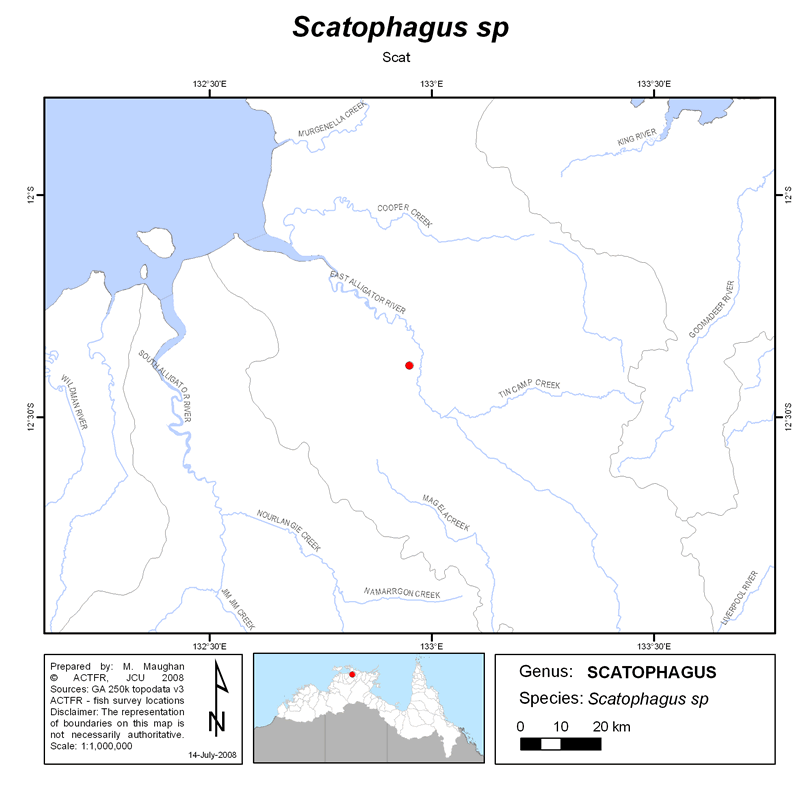 Scatophagus sp
Scat
132°30'E
133°E
133°30'E
MURGENELLA CREEK
KING RIVER
12°S
12°S
COOPER CREEK
EAST ALLIGATOR RIVER
GOOMADEER RIVER
SOUTH ALLIGATOR RIVER
WILDMAN RIVER
TIN CAMP CREEK
12°30'S
12°30'S
MAGELA CREEK
NOURLANGIE CREEK
NAMARRGON CREEK
JIM JIM CREEK
LIVERPOOL RIVER
132°30'E
133°E
133°30'E
Prepared by: M. Maughan
© ACTFR, JCU 2008
Sources: GA 250k topodata v3
ACTFR - fish survey locations
Disclaimer: The representation
of boundaries on this map is
not necessarily authoritative.
Scale: 1:1,000,000
N
14-July-2008
Genus: SCATOPHAGUS
Species: Scatophagus sp
0 10 20 km